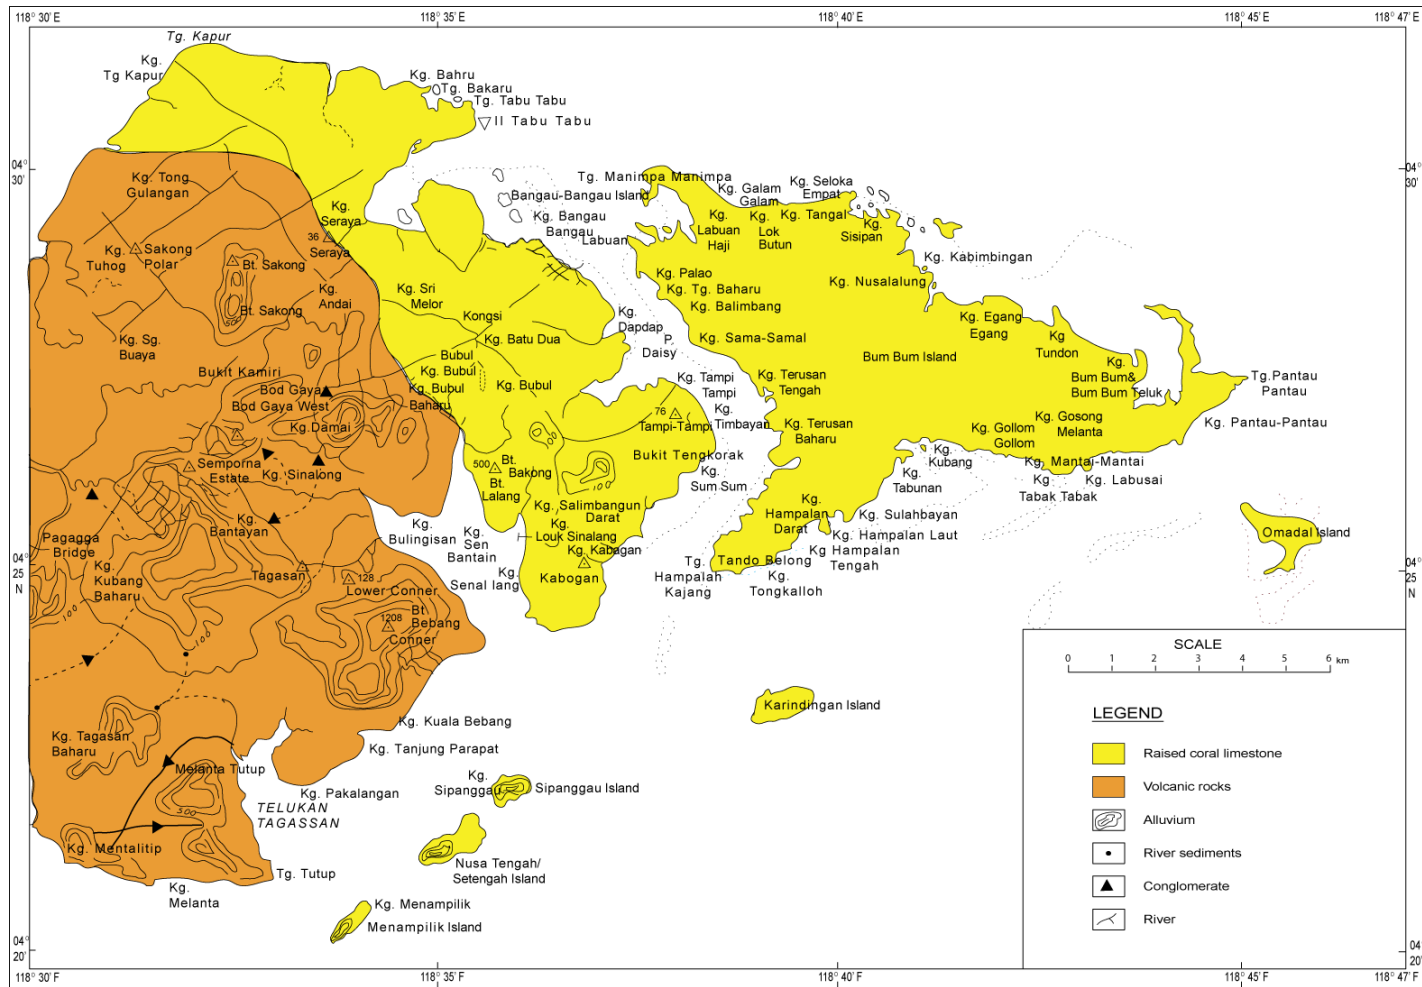 118° 30' E
118° 35' E
118° 40' E
118° 45' E
118° 47' E
Tg. Kapur
Kg.
Tg Kapur
Kg. Bahru
Tg. Bakaru
Tg. Tabu Tabu
II Tabu Tabu
04°
30'
04°
30'
Kg. Tong
Gulangan
Tg. Manimpa Manimpa
Bangau-Bangau Island
Kg. Galam
Galam
Kg. Seloka
Empat
Kg.
Seraya
36
Seraya
Kg. Bangau
Bangau
Labuan
Kg.
Labuan
Haji
Kg.
Lok
Butun
Kg. Tangal
Kg.
Sisipan
Kg.
Tuhog
Sakong
Polar
Bt. Sakong
Kg. Kabimbingan
Kg. Palao
Kg. Tg. Baharu
Kg. Balimbang
Kg. Nusalalung
Kg.
Andai
Bt. Sakong
500
Kg. Sri
Melor
Kongsi
Kg.
Dapdap
P.
Daisy
Kg. Egang
Egang
Kg. Sg.
Buaya
Kg. Batu Dua
Kg. Sama-Samal
Kg
Tundon
Bubul
Kg. Bubul
Bum Bum Island
Kg.
Bum Bum&
Bum Bum Teluk
Bukit Kamiri
Bod Gaya
Bod Gaya West
Kg. Bubul
Baharu
Kg. Bubul
Kg. Tampi
Tampi
Kg. Terusan
Tengah
Tg.Pantau
Pantau
Kg.Damai
76
Tampi-Tampi
Kg.
Timbayan
Kg. Terusan
Baharu
Kg. Gollom
Gollom
Kg. Gosong
Melanta
Kg. Pantau-Pantau
Semporna
Estate
Kg. Sinalong
500
Bt.
Bakong
Bt.
Lalang
Bukit Tengkorak
Kg.
Sum Sum
Kg.
Kubang
Kg. Mantai-Mantai
Kg.
Tabunan
Kg.
Tabak Tabak
Kg. Labusai
Kg.
Bantayan
Pagagga
Bridge
Kg.
Bulingisan
Kg.
Sen
Bantain
Kg. Salimbangun
Darat
Kg.
Louk Sinalang
Kg. Kabagan
Kg.
Hampalan
Darat
Kg. Sulahbayan
Kg. Hampalan Laut
Kg Hampalan
Tengah
Omadal Island
04°
25
N
Kg.
Kubang
Baharu
100
Tagasan
128
Lower Conner
Kg.
Senal lang
Kabogan
Tg.
Hampalah
Kajang
Tando Belong
Kg.
Tongkalloh
04°
25
N
1208
Bt
Bebang
Conner
100
100
Kg. Kuala Bebang
Karindingan Island
Kg. Tagasan
Baharu
Kg. Tanjung Parapat
Melanta Tutup
Kg. Pakalangan
Kg.
Sipanggau
Sipanggau Island
TELUKAN
TAGASSAN
500
Kg. Mentalitip
Nusa Tengah/
Setengah Island
Tg. Tutup
Kg.
Melanta
Kg. Menampilik
Menampilik Island
SCALE
0 1 2 3 4 5 6 km
LEGEND
Raised coral limestone
Volcanic rocks
Alluvium
River sediments
Conglomerate
River
04°
20'
04°
20'
118° 30' F
118° 35' E
118° 40' E
118° 45' E
118° 47' F